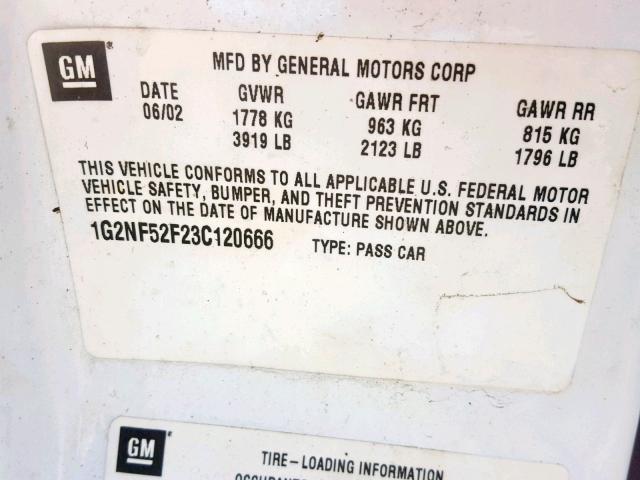 GM
MFD BY GENERAL MOTORS CORP
DATE GVWR GAWR FRT GAWR RR
06/02 1778 KG 963 KG 815 KG
3919 LB 2123 LB 1796 LB
THIS VEHICLE CONFORMS TO ALL APPLICABLE U.S. FEDERAL MOTOR
VEHICLE SAFETY, BUMPER, AND THEFT PREVENTION STANDARDS IN
EFFECT ON THE DATE OF MANUFACTURE SHOWN ABOVE.
1G2NF52F23C120666 TYPE: PASS CAR
GM
TIRE-LOADING INFORMATION